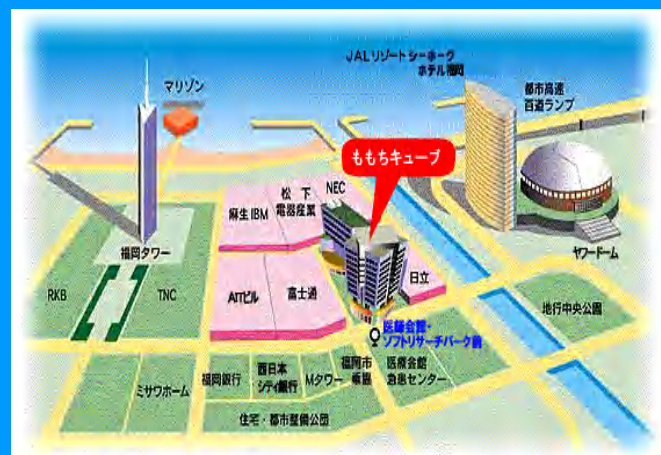 JALリゾートシーホーク
ホテル福岡
マリゾン
都市高速
百道ランプ
ももちキューブ
NEC
松下
電器産業
麻生IBM
福岡タワー
ヤフードーム
日立
RKB
TNC
AITビル
富士通
地行中央公園
医師会館・
ソフトリサーチパーク前
福岡銀行
西日本
シティ銀行
Mタワー
福岡市
医療会館
急患センター
ミサワホーム
住宅・都市整備公団